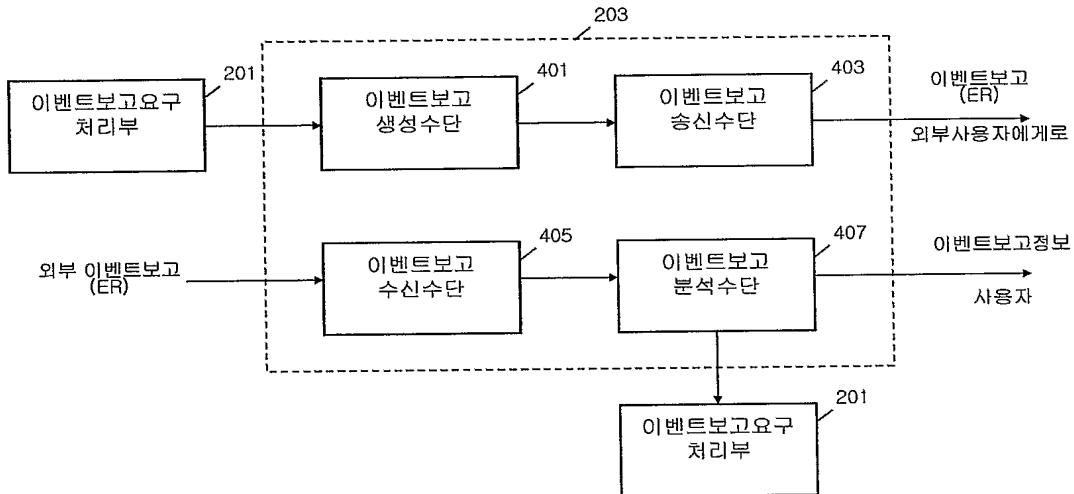 203
201
이벤트보고요구
처리부
401
이벤트보고
생성수단
403
이벤트보고
송신수단
이벤트보고
(ER)
외부사용자에게로
외부 이벤트보고
(ER)
405
이벤트보고
수신수단
407
이벤트보고
분석수단
이벤트보고정보
사용자
201
이벤트보고요구
처리부